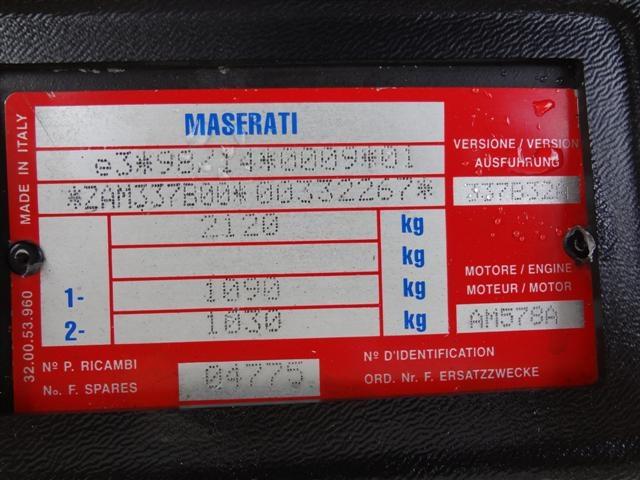 MASERATI
MADE IN ITALY
e3*98/14*0009*01
VERSIONE / VERSION
AUSFUHRUNG
*ZAM337B00*00332267*
2120 kg
kg
MOTORE / ENGINE
MOTEUR / MOTOR
1- 1090 kg
2- 1030 kg
AM578A
32.00.53.960
Nº P. RICAMBI
No. F. SPARES
04775
Nº D'IDENTIFICATION
ORD. Nr. F. ERSATZZWECKE